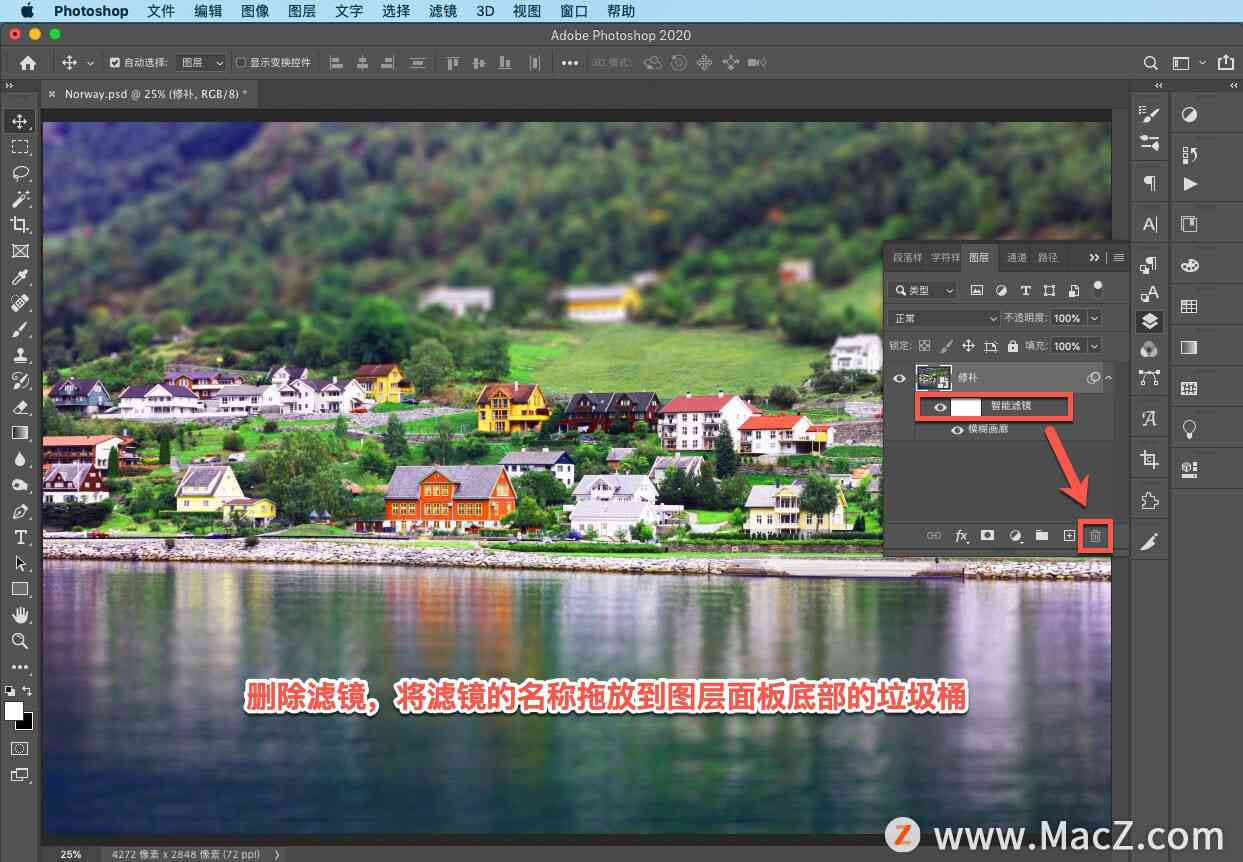 Photoshop 文件 编辑 图像 图层 文字 选择 滤镜 3D 视图 窗口 帮助
Adobe Photoshop 2020
自动选择: 图层 显示变换控件 3D 模式:
Norway.psd @ 25% (修补, RGB/8) *
段落样 字符样 图层 通道 路径
类型
正常 不透明度: 100%
锁定: 填充: 100%
修补
智能滤镜
模糊画廊
fx
删除滤镜，将滤镜的名称拖放到图层面板底部的垃圾桶
Z www.MacZ.com
25% 4272 像素 x 2848 像素 (72 ppi)